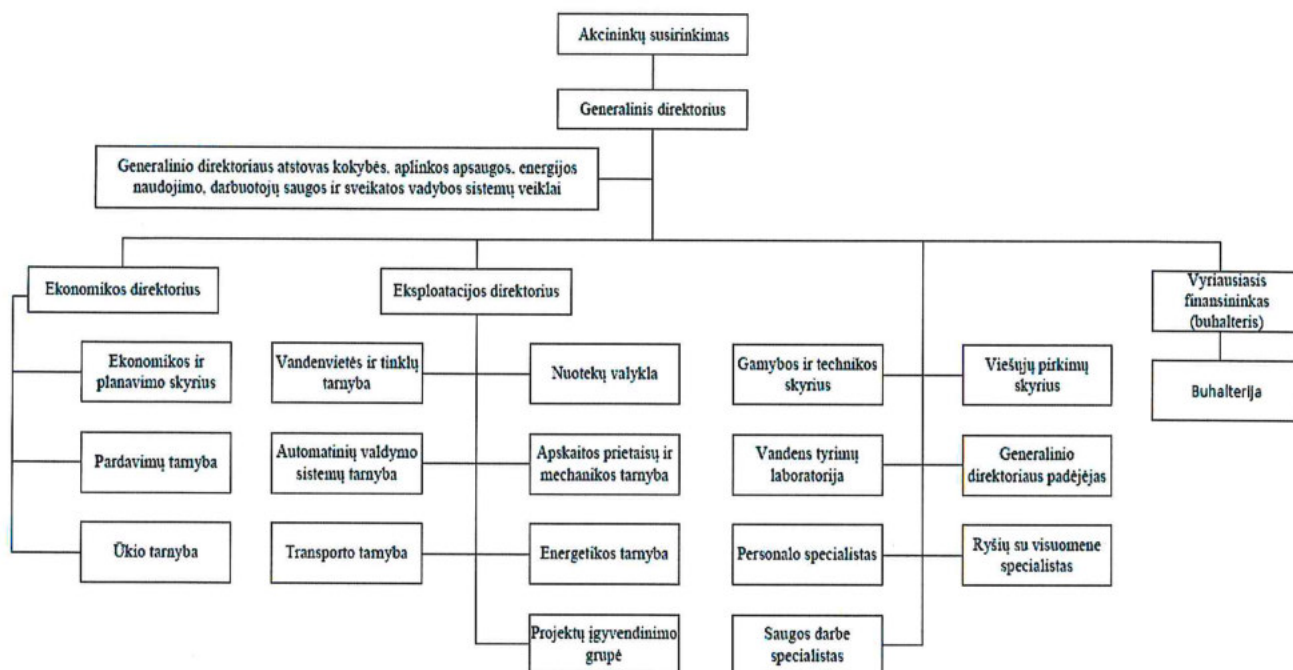 Akcininkų susirinkimas
Generalinis direktorius
Generalinio direktoriaus atstovas kokybės, aplinkos apsaugos, energijos
naudojimo, darbuotojų saugos ir sveikatos vadybos sistemų veiklai
Ekonomikos direktorius
Eksploatacijos direktorius
Vyriausiasis
finansininkas
(buhalteris)
Ekonomikos ir
planavimo skyrius
Vandenvietės ir tinklų
tarnyba
Nuotekų valykla
Gamybos ir technikos
skyrius
Viešųjų pirkimų
skyrius
Buhalterija
Pardavimų tarnyba
Automatinių valdymo
sistemų tarnyba
Apskaitos prietaisų ir
mechanikos tarnyba
Vandens tyrimų
laboratorija
Generalinio
direktoriaus padėjėjas
Ūkio tarnyba
Transporto tarnyba
Energetikos tarnyba
Personalo specialistas
Ryšių su visuomene
specialistas
Projektų įgyvendinimo
grupė
Saugos darbe
specialistas